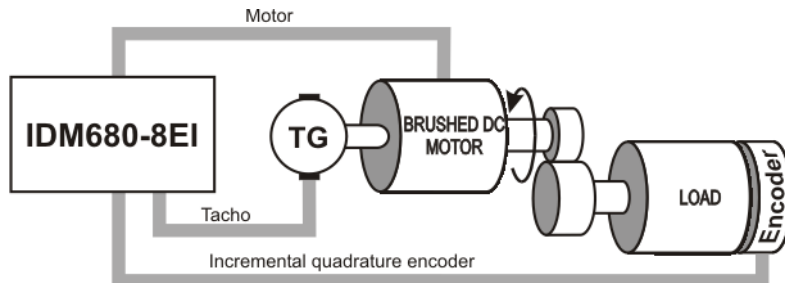 Motor
IDM680-8EI
TG
BRUSHED DC
MOTOR
LOAD
Encoder
Tacho
Incremental quadrature encoder